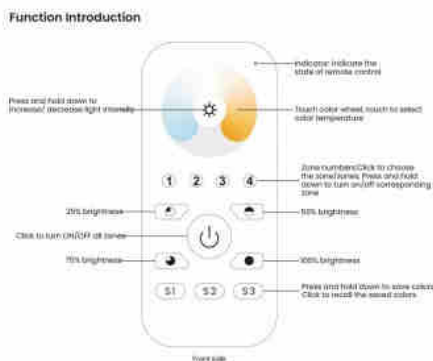 Function Introduction
Indicator: Indicate the
state of remote control
Press and hold down to
increase/ decrease light intensity
Touch color wheel, touch to select
color temperature
Zone numbers:Click to choose
the zone/zones; Press and hold
down to turn on/off corresponding
zone
1 2 3 4
25% brightness
50% brightness
Click to turn ON/OFF all zones
75% brightness
100% brightness
S1 S2 S3
Press and hold down to save colors
Click to recall the saved colors
Front side